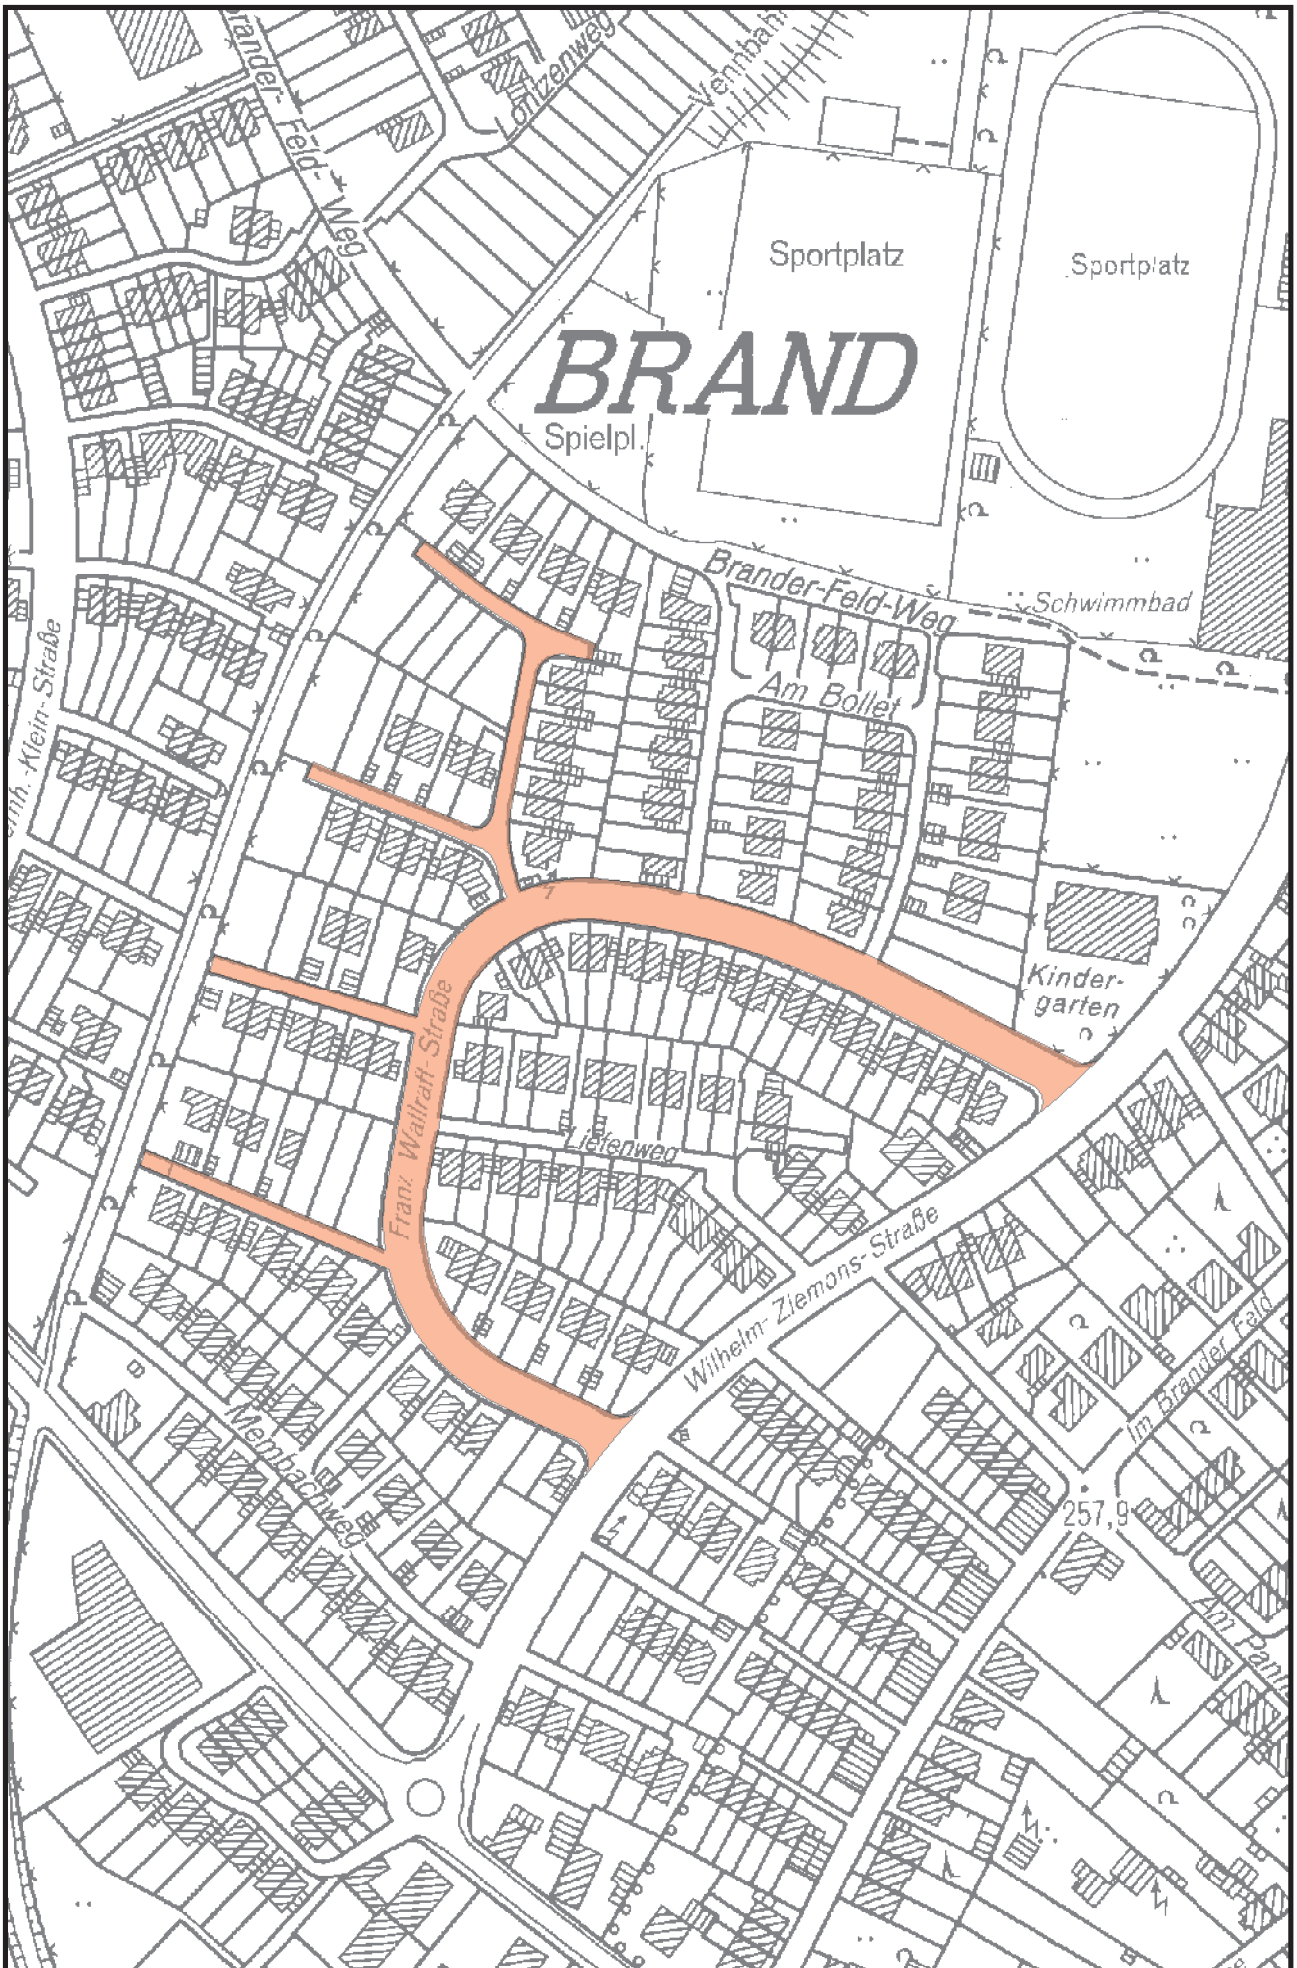 Brander-Feld-Weg
Vennbahn
Sportplatz
Sportplatz
BRAND
Spielpl.
Brander-Feld-Weg
Schwimmbad
Am Bollet
Kinder-
garten
Franz Wallraff-Straße
Liefenweg
Wilhelm-Ziemons-Straße
Im Brander Feld
Membachweg
257,9